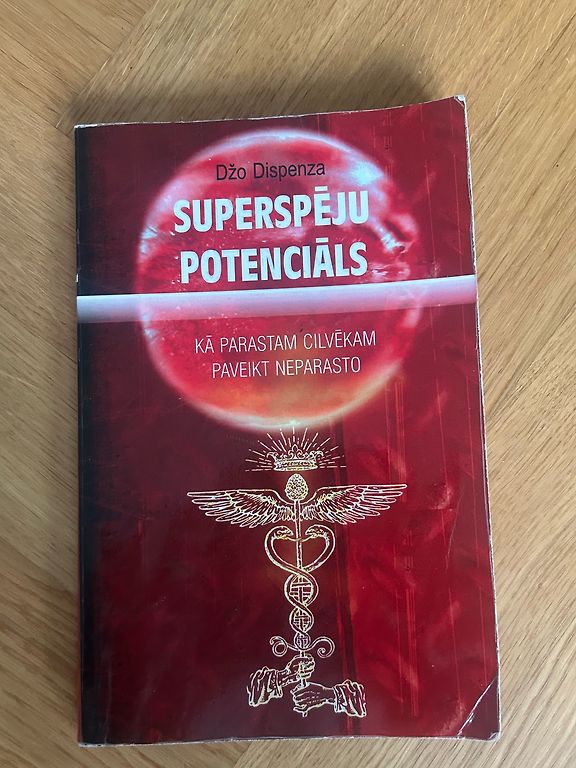 Džo Dispenza
SUPERSPĒJU
POTENCIĀLS
KĀ PARASTAM CILVĒKAM
PAVEIKT NEPARASTO